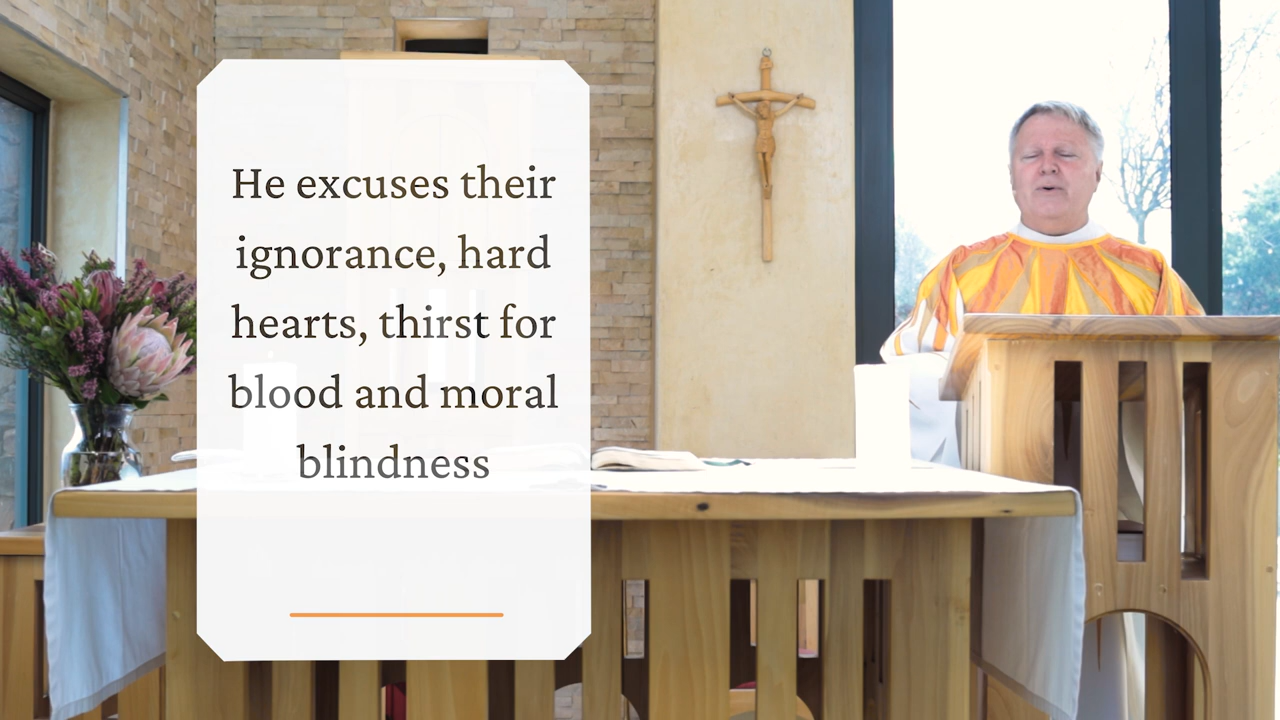 He excuses their
ignorance, hard
hearts, thirst for
blood and moral
blindness